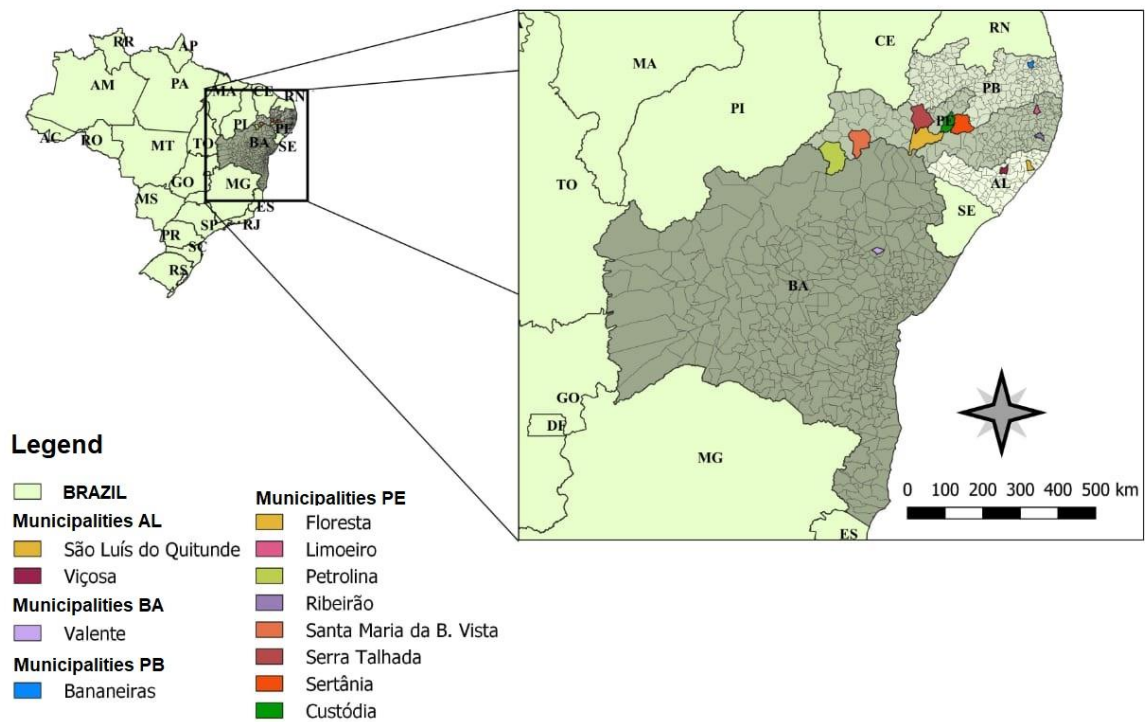 RR
AP
AM
PA
MA
CE
RN
PI
PE
AC
RO
TO
BA
SE
MT
GO
MG
MS
ES
SP
RJ
PR
SC
RS
CE
RN
MA
PB
PI
PE
TO
AL
SE
BA
GO
DF
MG
ES
0 100 200 300 400 500 km
Legend
BRAZIL
Municipalities AL
São Luís do Quitunde
Viçosa
Municipalities BA
Valente
Municipalities PB
Bananeiras
Municipalities PE
Floresta
Limoeiro
Petrolina
Ribeirão
Santa Maria da B. Vista
Serra Talhada
Sertânia
Custódia